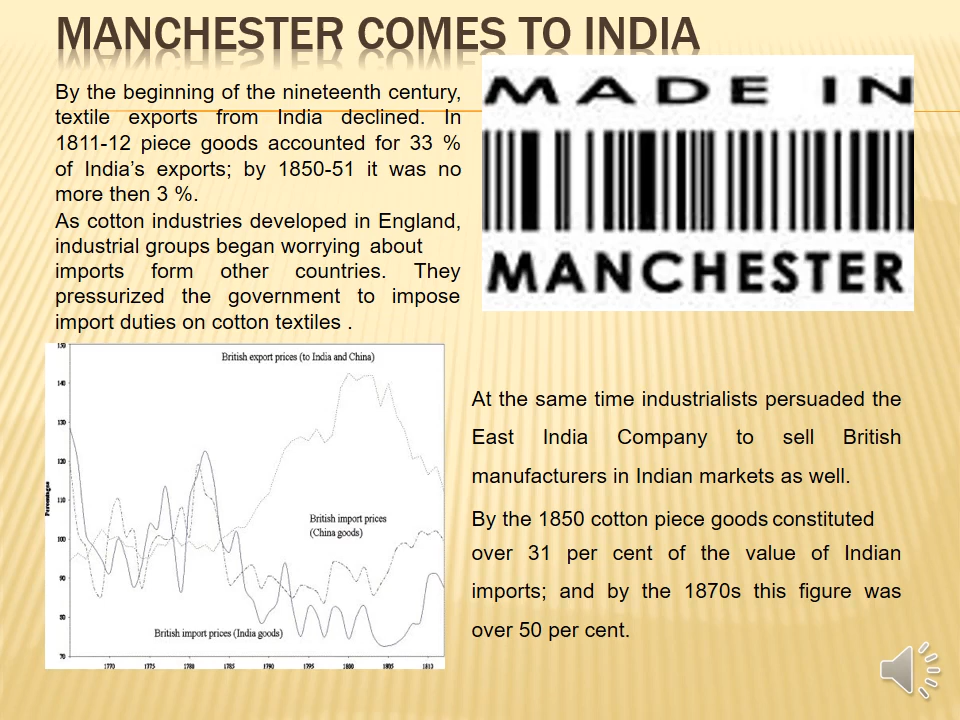 MANCHESTER COMES TO INDIA
By the beginning of the nineteenth century,
textile exports from India declined. In
1811-12 piece goods accounted for 33 %
of India’s exports; by 1850-51 it was no
more then 3 %.
As cotton industries developed in England,
industrial groups began worrying about
imports form other countries. They
pressurized the government to impose
import duties on cotton textiles .
MADE IN
MANCHESTER
British export prices (to India and China)
British import prices
(China goods)
British import prices (India goods)
Percentages
150
140
130
120
110
100
90
80
70
1770 1775 1780 1785 1790 1795 1800 1805 1810
At the same time industrialists persuaded the
East India Company to sell British
manufacturers in Indian markets as well.
By the 1850 cotton piece goods constituted
over 31 per cent of the value of Indian
imports; and by the 1870s this figure was
over 50 per cent.